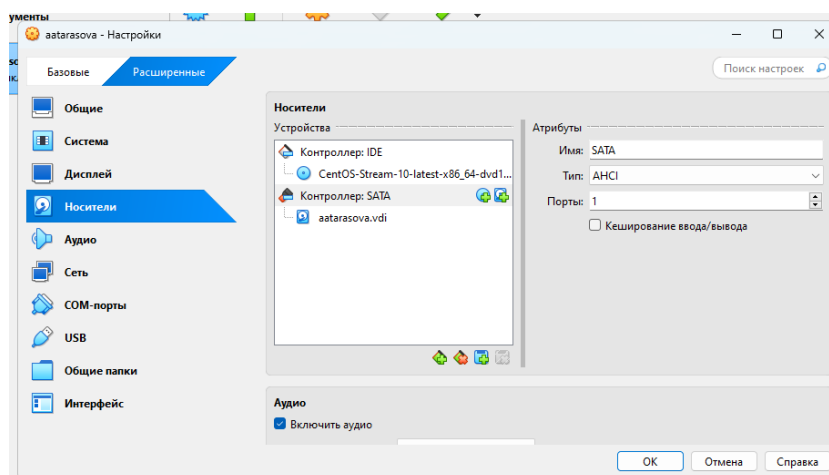 ументы
aatarasova - Настройки
Базовые
Расширенные
Поиск настроек
Общие
Система
Дисплей
Носители
Аудио
Сеть
COM-порты
USB
Общие папки
Интерфейс
Носители
Устройства
Контроллер: IDE
CentOS-Stream-10-latest-x86_64-dvd1...
Контроллер: SATA
aatarasova.vdi
Атрибуты
Имя: SATA
Тип: AHCI
Порты: 1
Кеширование ввода/вывода
Аудио
Включить аудио
OK
Отмена
Справка